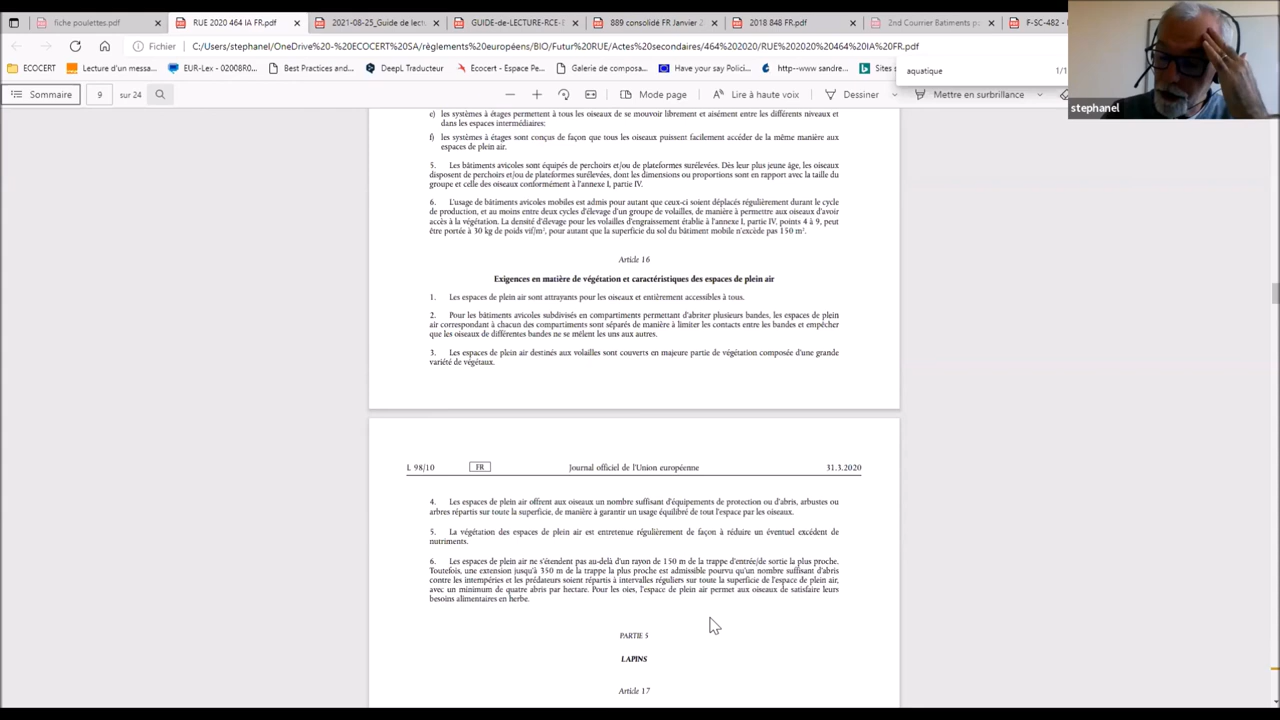 fiche poulettes.pdf
RUE 2020 464 IA FR.pdf
2021-08-25_Guide de lect
GUIDE-de-LECTURE-RCE-
889 consolidé FR Janvier 2
2018 848 FR.pdf
2nd Courrier Batiments p
F-SC-482 -
Fichier
C:/Users/stephanel/OneDrive%20-%20ECOCERT%20SA/règlements%20européens/BIO/Futur%20RUE/Actes%20secondaires/464%202020/RUE%202020%20464%20IA%20FR.pdf
ECOCERT
Lecture d'un messa...
EUR-Lex - 02008R0...
Best Practices and...
DeepL Traducteur
Ecocert - Espace Pe...
Galerie de composa...
Have your say Polici...
http--www sandre...
Sites
aquatique
1/1
stephanel
Sommaire
9
sur 24
Mode page
Lire à haute voix
Dessiner
Mettre en surbrillance
e) les systèmes à étages permettent à tous les oiseaux de se mouvoir librement et aisément entre les différents niveaux et
dans les espaces intermédiaires;
f) les systèmes à étages sont conçus de façon que tous les oiseaux puissent facilement accéder de la même manière aux
espaces de plein air.
5. Les bâtiments avicoles sont équipés de perchoirs et/ou de plateformes surélevées. Dès leur plus jeune âge, les oiseaux
disposent de perchoirs et/ou de plateformes surélevées, dont les dimensions ou proportions sont en rapport avec la taille du
groupe et celle des oiseaux conformément à l'annexe I, partie IV.
6. L'usage de bâtiments avicoles mobiles est admis pour autant que ceux-ci soient déplacés régulièrement durant le cycle
de production, et au moins entre deux cycles d'élevage d'un groupe de volailles, de manière à permettre aux oiseaux d'avoir
accès à la végétation. La densité d'élevage pour les volailles d'engraissement établie à l'annexe I, partie IV, points 4 à 9, peut
être portée à 30 kg de poids vif/m², pour autant que la superficie du sol du bâtiment mobile n'excède pas 150 m².
Article 16
Exigences en matière de végétation et caractéristiques des espaces de plein air
1. Les espaces de plein air sont attrayants pour les oiseaux et entièrement accessibles à tous.
2. Pour les bâtiments avicoles subdivisés en compartiments permettant d'abriter plusieurs bandes, les espaces de plein
air correspondant à chacun des compartiments sont séparés de manière à limiter les contacts entre les bandes et empêcher
que les oiseaux de différentes bandes ne se mêlent les uns aux autres.
3. Les espaces de plein air destinés aux volailles sont couverts en majeure partie de végétation composée d'une grande
variété de végétaux.
L 98/10
FR
Journal officiel de l'Union européenne
31.3.2020
4. Les espaces de plein air offrent aux oiseaux un nombre suffisant d'équipements de protection ou d'abris, arbustes ou
arbres répartis sur toute la superficie, de manière à garantir un usage équilibré de tout l'espace par les oiseaux.
5. La végétation des espaces de plein air est entretenue régulièrement de façon à réduire un éventuel excédent de
nutriments.
6. Les espaces de plein air ne s'étendent pas au-delà d'un rayon de 150 m de la trappe d'entrée/de sortie la plus proche.
Toutefois, une extension jusqu'à 350 m de la trappe la plus proche est admissible pourvu qu'un nombre suffisant d'abris
contre les intempéries et les prédateurs soient répartis à intervalles réguliers sur toute la superficie de l'espace de plein air,
avec un minimum de quatre abris par hectare. Pour les oies, l'espace de plein air permet aux oiseaux de satisfaire leurs
besoins alimentaires en herbe.
PARTIE 5
LAPINS
Article 17